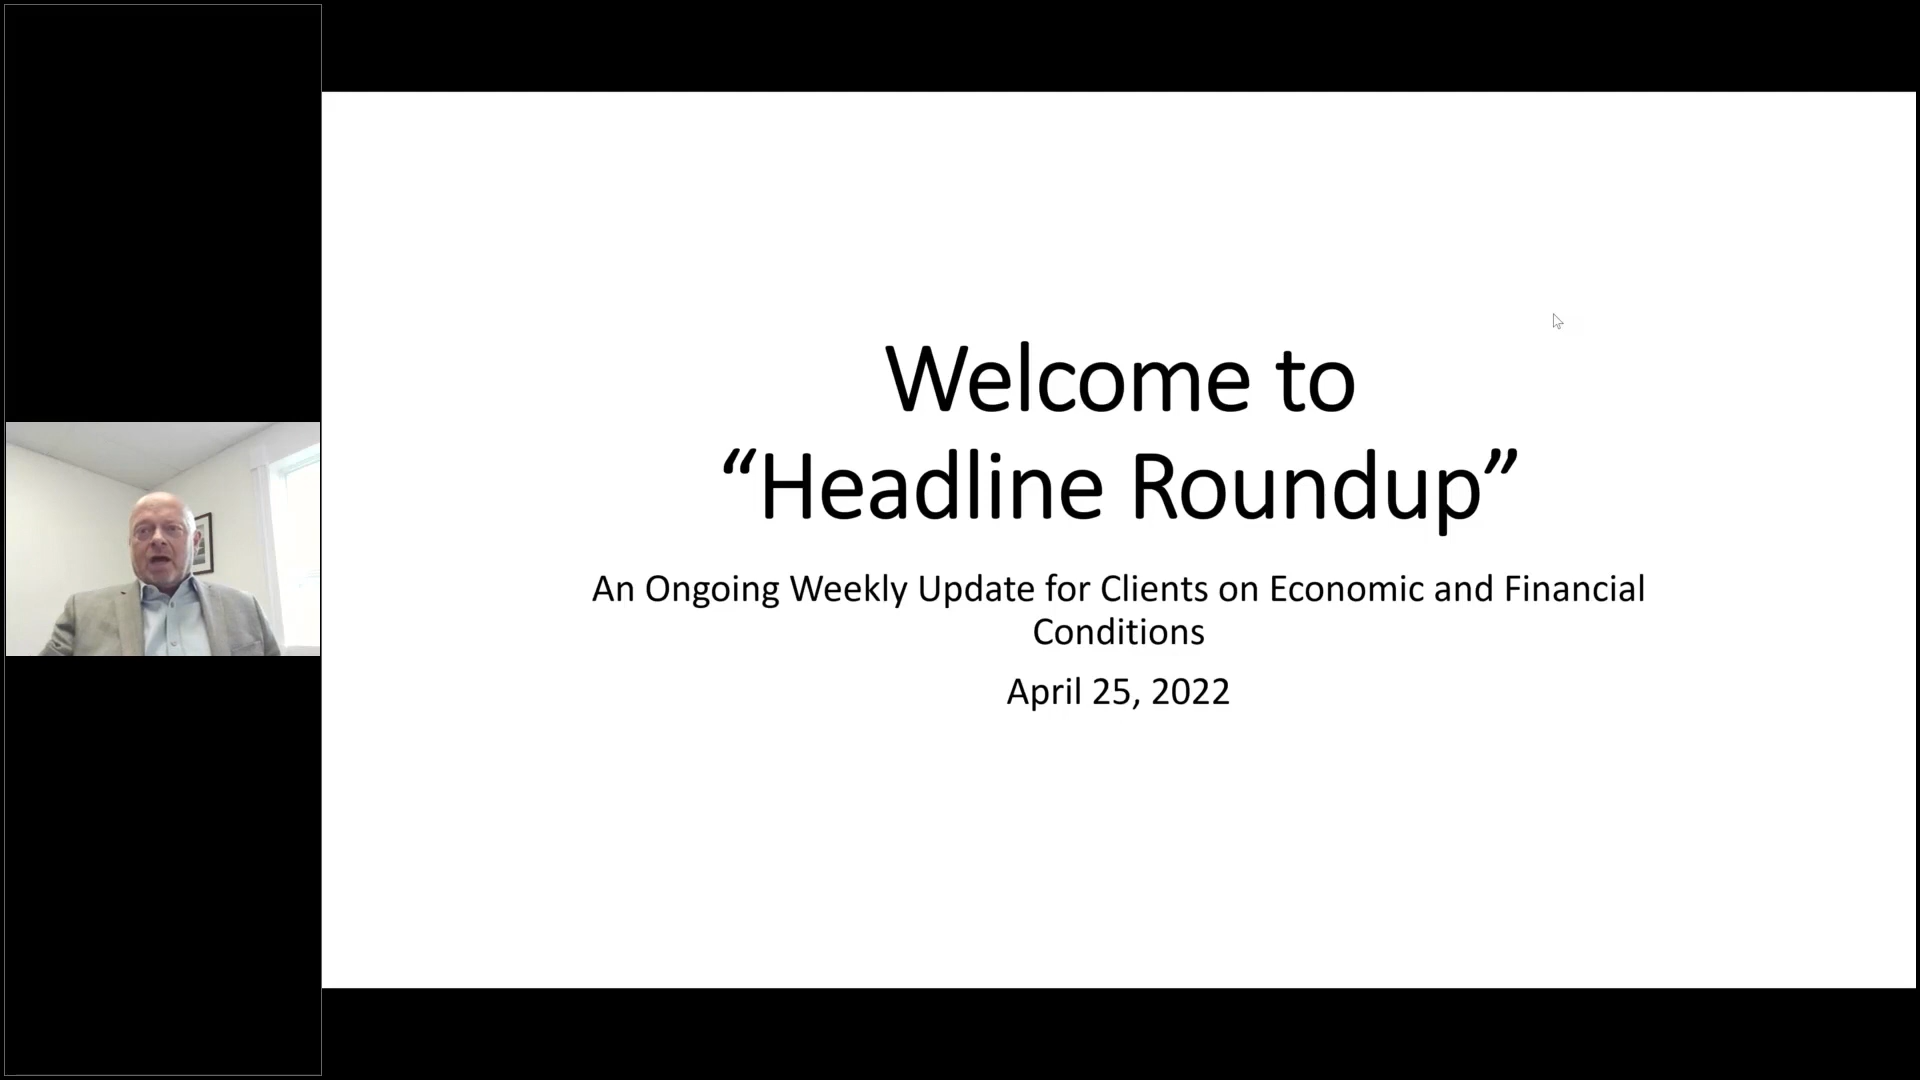 Welcome to
“Headline Roundup”
An Ongoing Weekly Update for Clients on Economic and Financial
Conditions
April 25, 2022